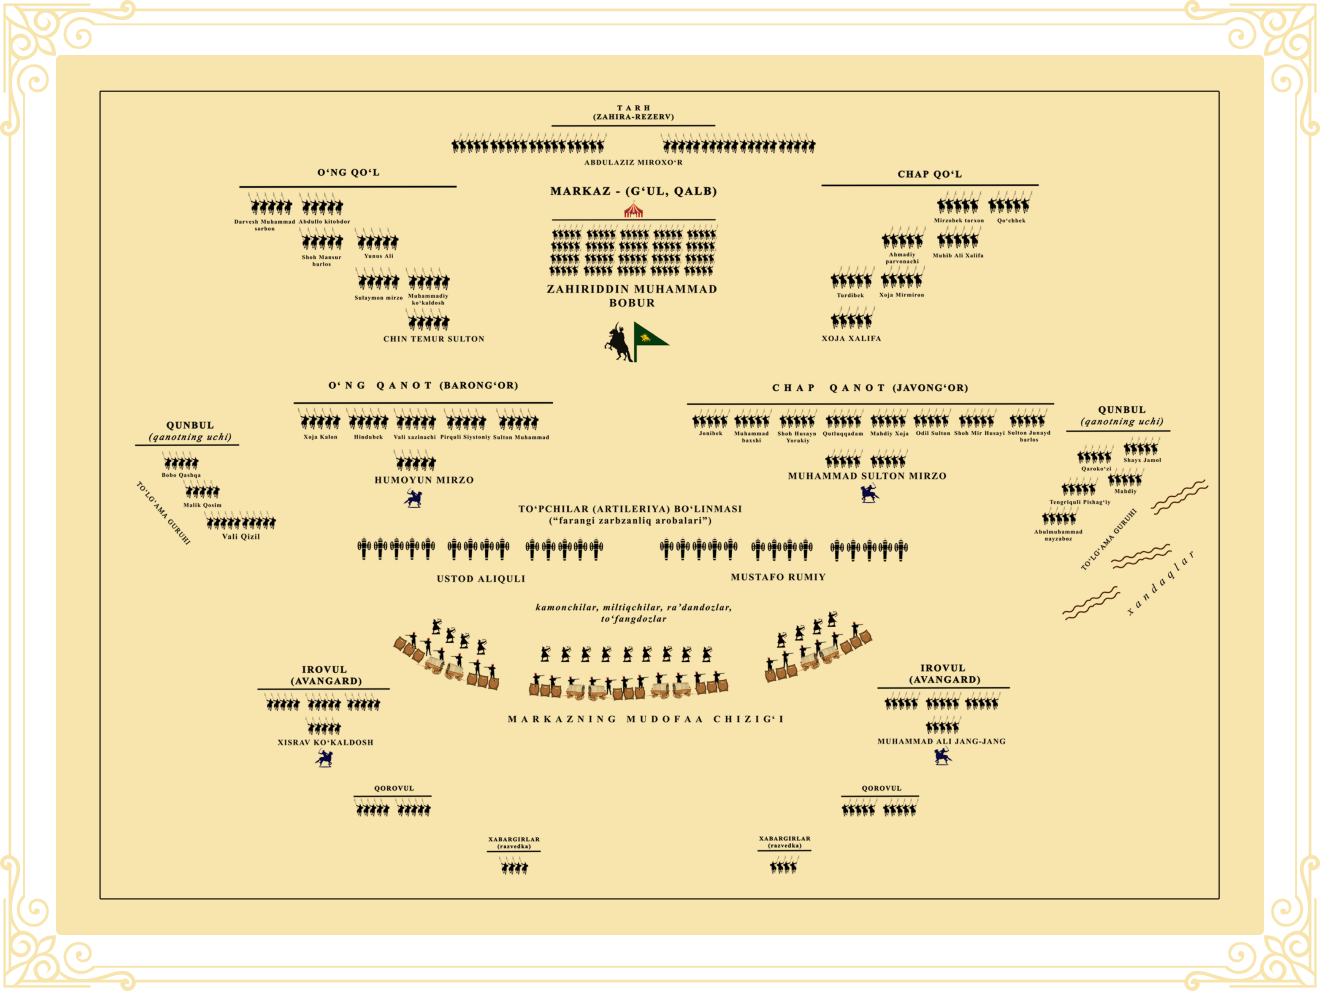 TARH
(ZAHIRA-REZERV)
ABDULAZIZ MIROXO‘R
O‘NG QO‘L
Darvesh Muhammad
sorbon
Abdullo kitobdor
Shoh Mansur
barlos
Yunus Ali
Sulaymon mirzo
Muhammadiy
ko‘kaldosh
CHIN TEMUR SULTON
MARKAZ - (G‘UL, QALB)
ZAHIRIDDIN MUHAMMAD
BOBUR
CHAP QO‘L
Mirzobek tarxon
Qo‘chbek
Ahmadiy
parvonachi
Muhib Ali Xalifa
Turdibek
Xoja Mirmiron
XOJA XALIFA
O‘NG QANOT (BARONG‘OR)
Xoja Kalon
Hindubek
Vali xazinachi
Pirquli Siystoniy
Sulton Muhammad
HUMOYUN MIRZO
CHAP QANOT (JAVONG‘OR)
Jonibek
Muhammad
baxshi
Shoh Husayn
Yorakiy
Qutluqqadam
Mahdiy Xoja
Odil Sulton
Shoh Mir Husayi
Sulton Junayd
barlos
MUHAMMAD SULTON MIRZO
QUNBUL
(qanotning uchi)
Bobo Qashqa
Malik Qosim
Vali Qizil
TO‘LG‘AMA GURUHI
QUNBUL
(qanotning uchi)
Shayx Jamol
Qaroko‘zi
Mahdiy
Tengriquli Pishag‘iy
Abulmuhammad
nayzaboz
TO‘LG‘AMA GURUHI
xandaqlar
TO‘PCHILAR (ARTILERIYA) BO‘LINMASI
(“farangi zarbzanliq arobalari”)
USTOD ALIQULI
MUSTAFO RUMIY
kamonchilar, miltiqchilar, ra’dandozlar,
to‘fangdozlar
MARKAZNING MUDOFAA CHIZIG‘I
IROVUL
(AVANGARD)
XISRAV KO‘KALDOSH
IROVUL
(AVANGARD)
MUHAMMAD ALI JANG-JANG
QOROVUL
QOROVUL
XABARGIRLAR
(razvedka)
XABARGIRLAR
(razvedka)